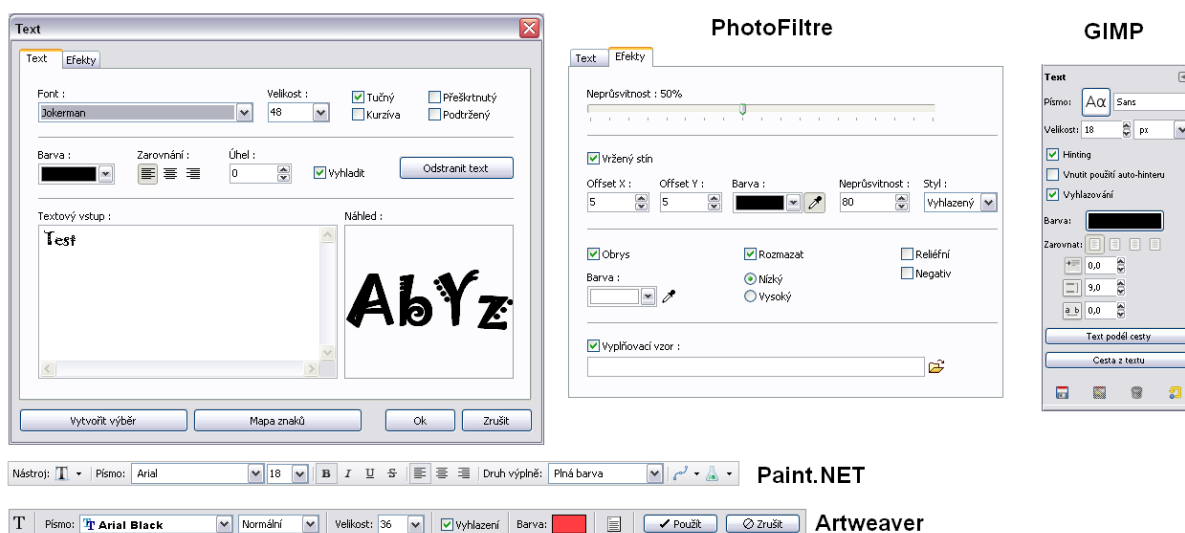 Text
Text Efekty
Font :
Jokerman
Velikost :
48
Tučný
Kurzíva
Přeškrtnutý
Podtržený
Barva :
Zarovnání :
Úhel :
0
Vyhladit
Odstranit text
Textový vstup :
Test
Náhled :
AbYz
Vytvořit výběr
Mapa znaků
Ok
Zrušit
PhotoFiltre
Text Efekty
Neprůsvitnost : 50%
Vržený stín
Offset X :
5
Offset Y :
5
Barva :
Neprůsvitnost :
80
Styl :
Vyhlazený
Obrys
Barva :
Rozmazat
Nízký
Vysoký
Reliéfní
Negativ
Vyplňovací vzor :
GIMP
Text
Písmo: Aα Sans
Velikost: 18 px
Hinting
Vnutit použití auto-hinteru
Vyhlazování
Barva:
Zarovnat:
0,0
9,0
a_b 0,0
Text podél cesty
Cesta z textu
Nástroj: T Písmo: Arial 18 B I U S Druh výplně: Plná barva
Paint.NET
T Písmo: Arial Black Normální Velikost: 36 Vyhlazení Barva: Použít Zrušit
Artweaver